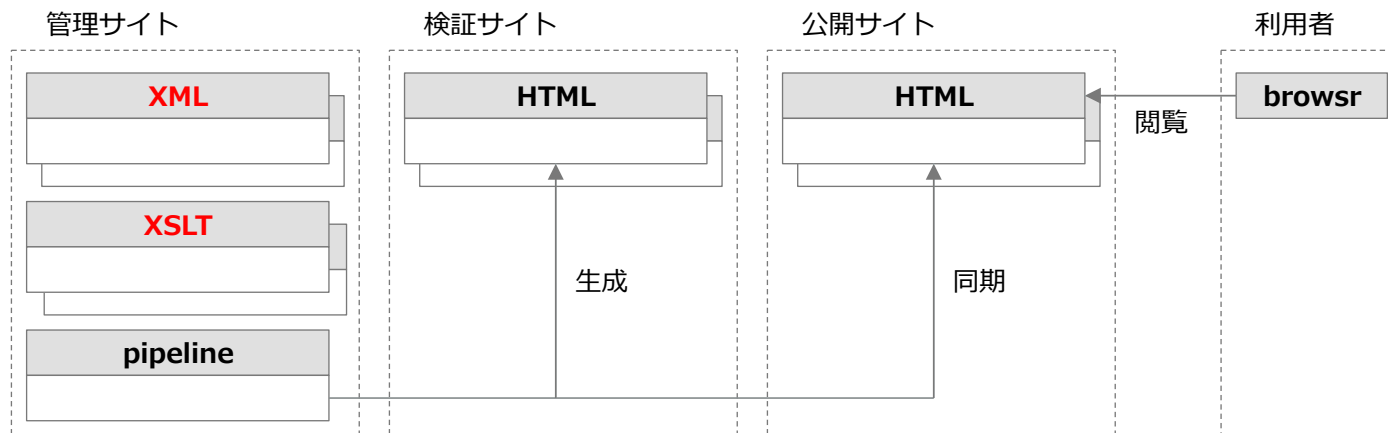 管理サイト
検証サイト
公開サイト
利用者
XML
HTML
HTML
browsr
閲覧
XSLT
生成
同期
pipeline